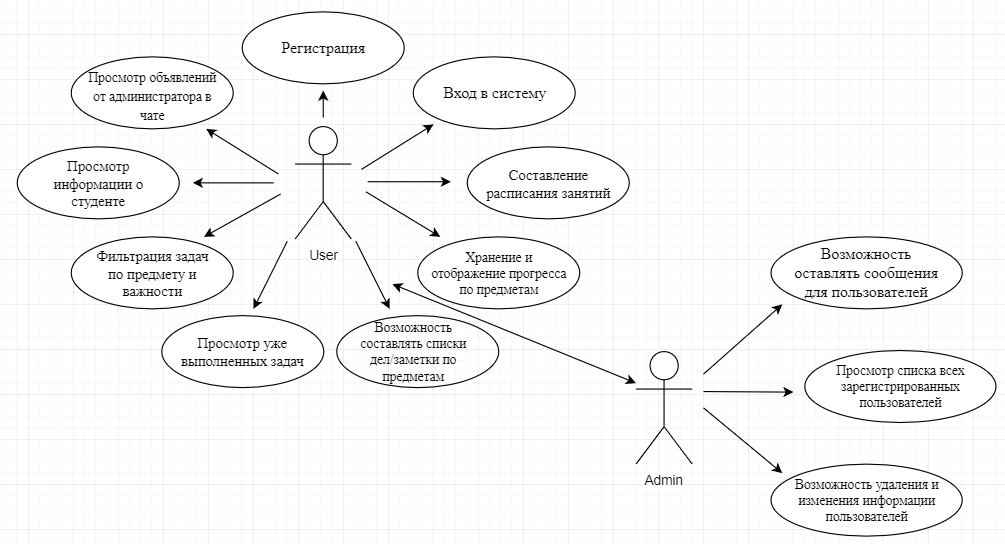 Регистрация
Просмотр объявлений
от администратора в
чате
Вход в систему
Просмотр
информации о
студенте
Составление
расписания занятий
User
Фильтрация задач
по предмету и
важности
Хранение и
отображение прогресса
по предметам
Возможность
оставлять сообщения
для пользователей
Просмотр уже
выполненных задач
Возможность
составлять списки
дел/заметки по
предметам
Просмотр списка всех
зарегистрированных
пользователей
Admin
Возможность удаления и
изменения информации
пользователей